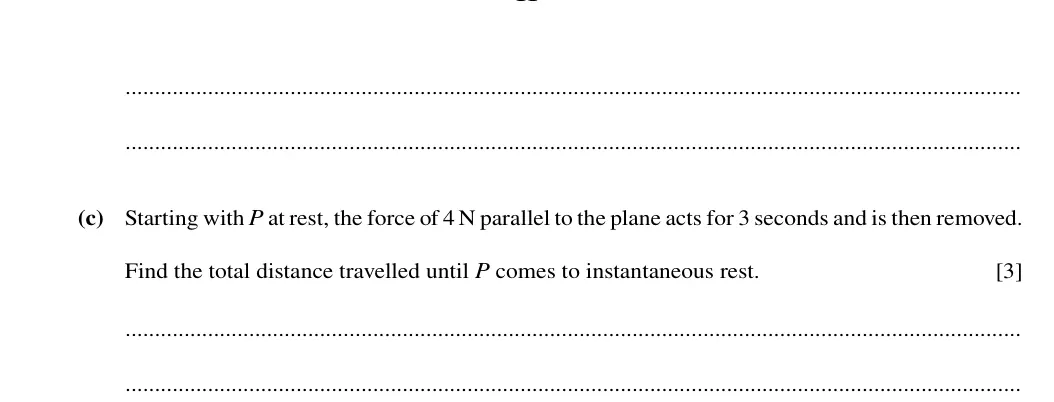 (c) Starting with P at rest, the force of 4 N parallel to the plane acts for 3 seconds and is then removed.
Find the total distance travelled until P comes to instantaneous rest. [3]